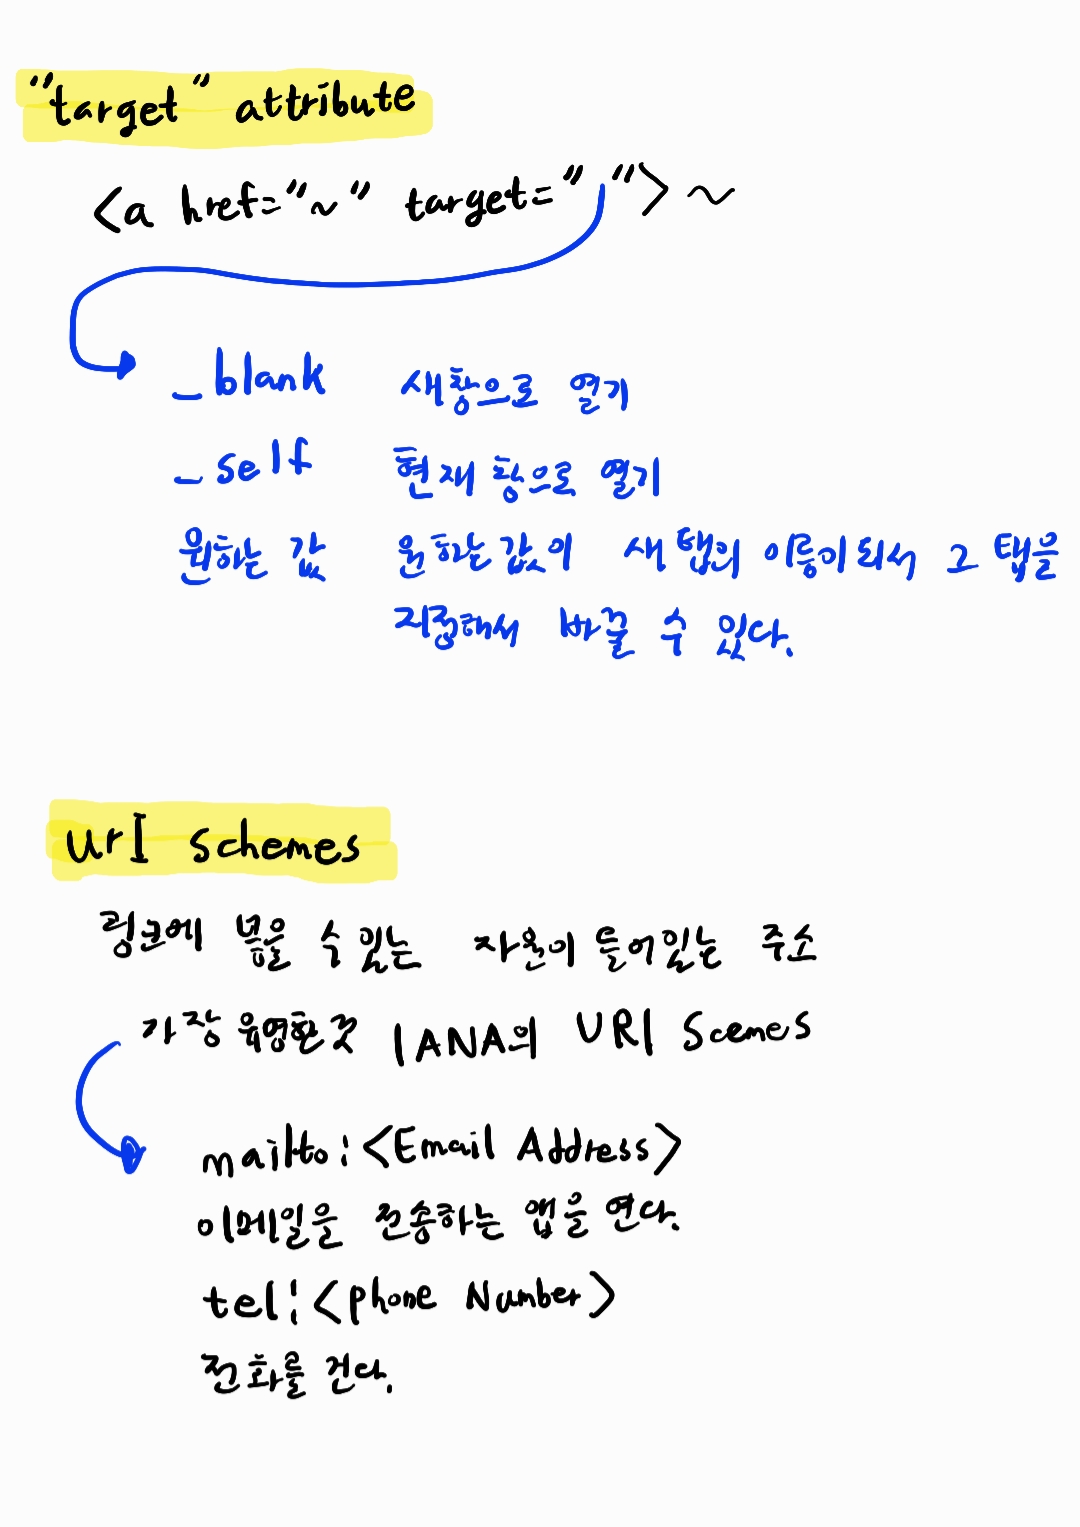 "target" attribute
<a href="~" target=" "> ~
_blank 새창으로 열기
_self 현재 창으로 열기
원하는 값 원하는 값이 새 탭의 이름이 되서 그 탭을
지정해서 바꿀 수 있다.
urI schemes
링크에 넣을 수 있는 자원이 들어있는 주소
가장 유명한 것 IANA의 URI Scemes
mailto:<Email Address>
이메일을 전송하는 앱을 연다.
tel:<phone Number>
전화를 건다.